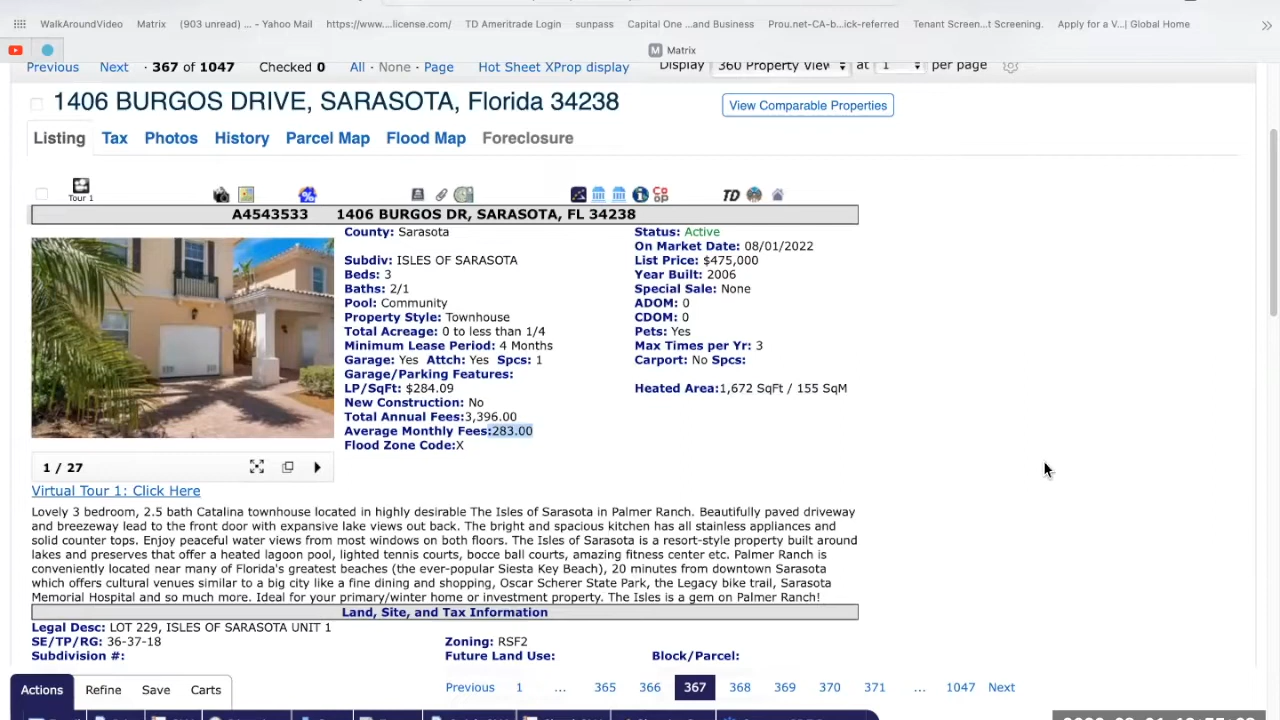 WalkAroundVideo Matrix (903 unread) ... - Yahoo Mail https://www....license.com/ TD Ameritrade Login sunpass Capital One ...and Business Prou.net-CA-b...ick-referred Tenant Screen...t Screening. Apply for a V...| Global Home
M Matrix
Previous Next · 367 of 1047 Checked 0 All · None · Page Hot Sheet XProp display Display 360 Property View at 1 per page
1406 BURGOS DRIVE, SARASOTA, Florida 34238
View Comparable Properties
Listing Tax Photos History Parcel Map Flood Map Foreclosure
Tour 1
TD
A4543533 1406 BURGOS DR, SARASOTA, FL 34238
County: Sarasota
Subdiv: ISLES OF SARASOTA
Beds: 3
Baths: 2/1
Pool: Community
Property Style: Townhouse
Total Acreage: 0 to less than 1/4
Minimum Lease Period: 4 Months
Garage: Yes Attch: Yes Spcs: 1
Garage/Parking Features:
LP/SqFt: $284.09
New Construction: No
Total Annual Fees:3,396.00
Average Monthly Fees:283.00
Flood Zone Code:X
Status: Active
On Market Date: 08/01/2022
List Price: $475,000
Year Built: 2006
Special Sale: None
ADOM: 0
CDOM: 0
Pets: Yes
Max Times per Yr: 3
Carport: No Spcs:
Heated Area:1,672 SqFt / 155 SqM
1 / 27
Virtual Tour 1: Click Here
Lovely 3 bedroom, 2.5 bath Catalina townhouse located in highly desirable The Isles of Sarasota in Palmer Ranch. Beautifully paved driveway
and breezeway lead to the front door with expansive lake views out back. The bright and spacious kitchen has all stainless appliances and
solid counter tops. Enjoy peaceful water views from most windows on both floors. The Isles of Sarasota is a resort-style property built around
lakes and preserves that offer a heated lagoon pool, lighted tennis courts, bocce ball courts, amazing fitness center etc. Palmer Ranch is
conveniently located near many of Florida's greatest beaches (the ever-popular Siesta Key Beach), 20 minutes from downtown Sarasota
which offers cultural venues similar to a big city like a fine dining and shopping, Oscar Scherer State Park, the Legacy bike trail, Sarasota
Memorial Hospital and so much more. Ideal for your primary/winter home or investment property. The Isles is a gem on Palmer Ranch!
Land, Site, and Tax Information
Legal Desc: LOT 229, ISLES OF SARASOTA UNIT 1
SE/TP/RG: 36-37-18 Zoning: RSF2
Subdivision #: Future Land Use: Block/Parcel:
Actions Refine Save Carts
Previous 1 ... 365 366 367 368 369 370 371 ... 1047 Next